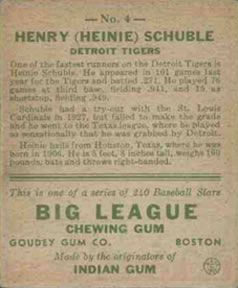 — No. 4 —
HENRY (HEINIE) SCHUBLE
DETROIT TIGERS
One of the fastest runners on the Detroit Tigers is
Heinie Schuble. He appeared in 101 games last
year for the Tigers and batted .271. He played 76
at third base, fielding .941, and 15 as
shortstop, fielding .949.
Schuble had a try with the St. Louis
Cardinals in 1927, but failed to make the grade
and he went to the Texas league, where he played
so sensationally that he was grabbed by Detroit.
Heinie hails from Houston, Texas, where he was
born in 1906. He is 5 feet, 8 inches tall, weighs 160
pounds, bats and throws right-handed.
This is one of a series of 240 Baseball Stars
BIG LEAGUE
CHEWING GUM
GOUDEY GUM CO. BOSTON
Made by the originators of
INDIAN GUM